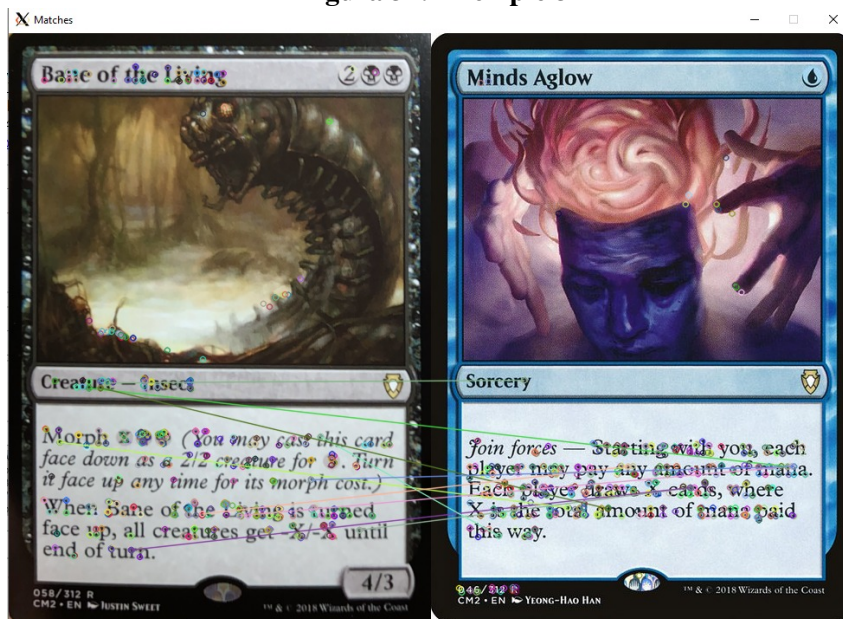 Matches
Bane of the Living 2
Creature — Insect
Morph X (You may cast this card
face down as a 2/2 creature for 3. Turn
it face up any time for its morph cost.)
When Bane of the Living is turned
face up, all creatures get -X/-X until
end of turn.
4/3
058/312 R
CM2 • EN Justin Sweet
™ & © 2018 Wizards of the Coast
Minds Aglow
Sorcery
Join forces — Starting with you, each
player may pay any amount of mana.
Each player draws X cards, where
X is the total amount of mana paid
this way.
046/312 R
CM2 • EN Yeong-Hao Han
™ & © 2018 Wizards of the Coast